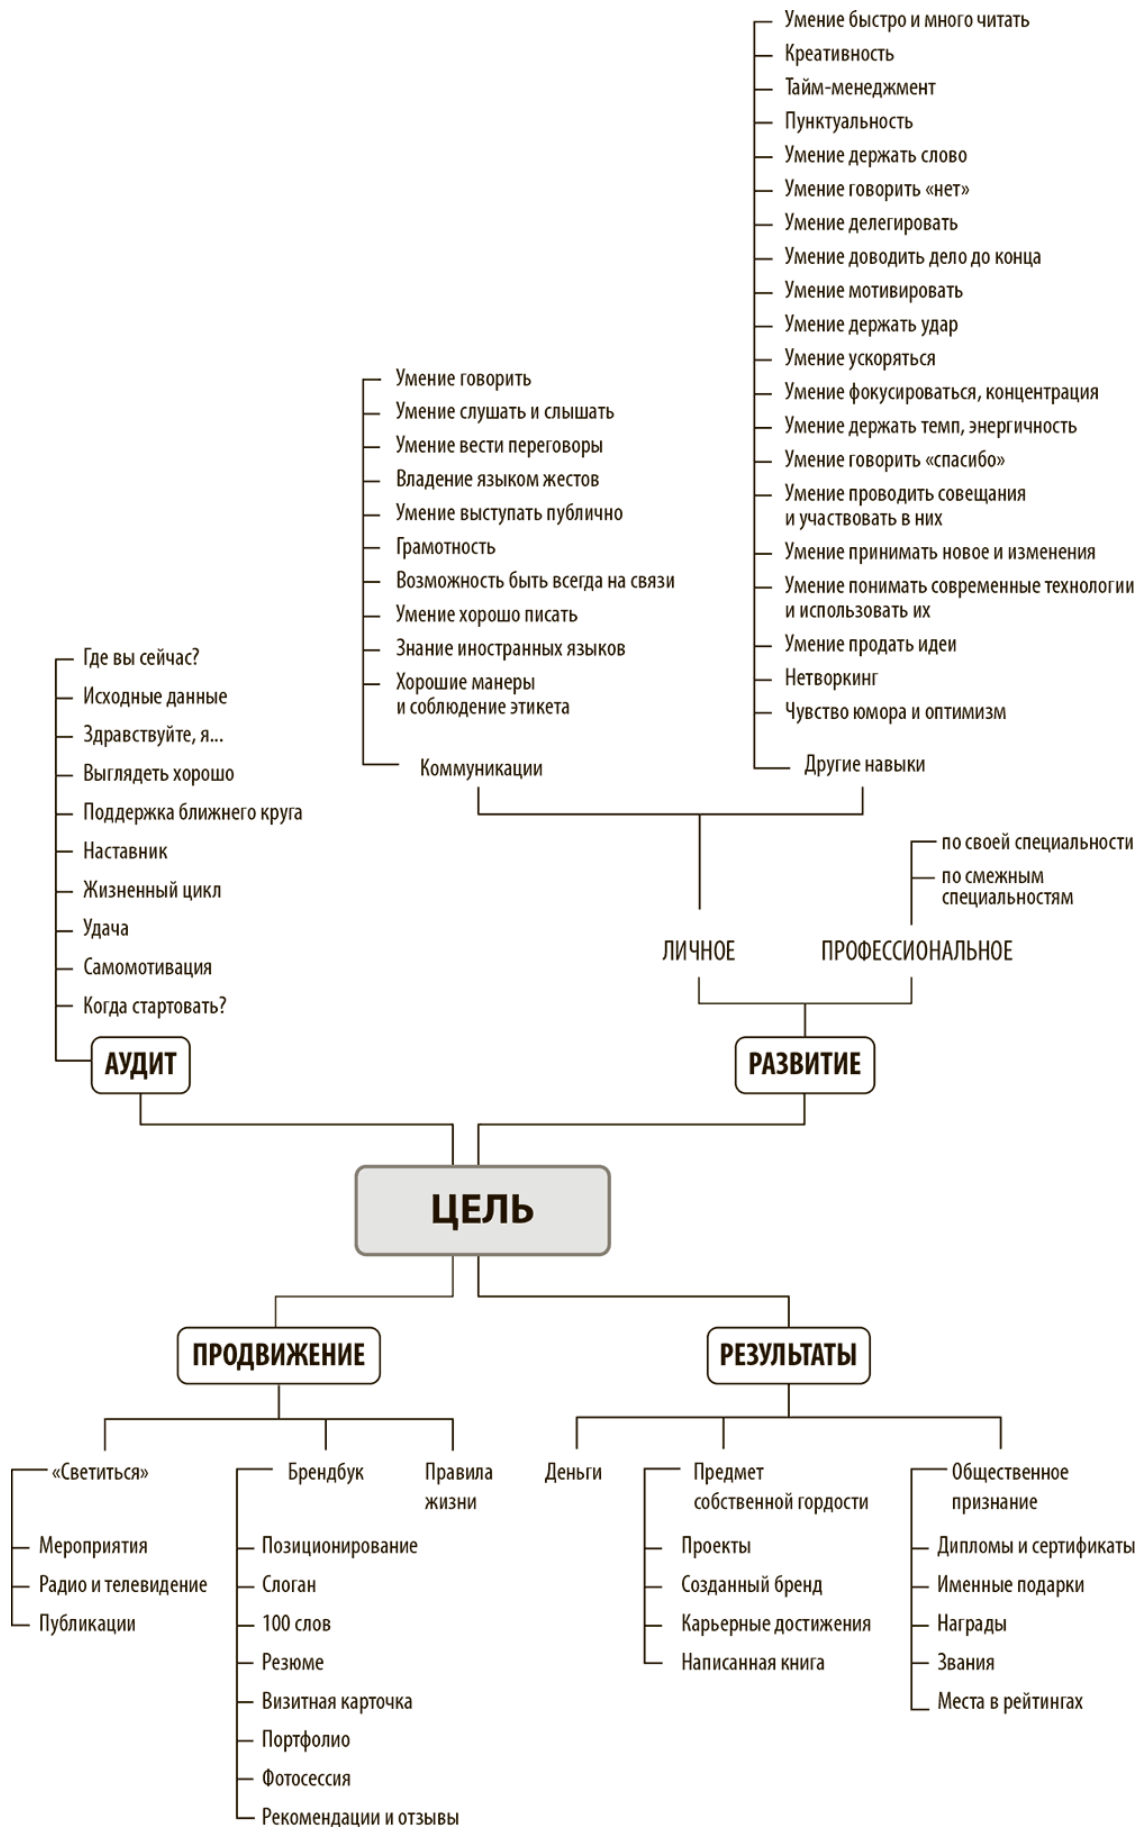 Умение быстро и много читать
Креативность
Тайм-менеджмент
Пунктуальность
Умение держать слово
Умение говорить «нет»
Умение делегировать
Умение доводить дело до конца
Умение мотивировать
Умение держать удар
Умение ускоряться
Умение фокусироваться, концентрация
Умение держать темп, энергичность
Умение говорить «спасибо»
Умение проводить совещания
и участвовать в них
Умение принимать новое и изменения
Умение понимать современные технологии
и использовать их
Умение продать идеи
Нетворкинг
Чувство юмора и оптимизм
Другие навыки
Умение говорить
Умение слушать и слышать
Умение вести переговоры
Владение языком жестов
Умение выступать публично
Грамотность
Возможность быть всегда на связи
Умение хорошо писать
Знание иностранных языков
Хорошие манеры
и соблюдение этикета
Коммуникации
по своей специальности
по смежным
специальностям
ЛИЧНОЕ
ПРОФЕССИОНАЛЬНОЕ
РАЗВИТИЕ
Где вы сейчас?
Исходные данные
Здравствуйте, я...
Выглядеть хорошо
Поддержка ближнего круга
Наставник
Жизненный цикл
Удача
Самомотивация
Когда стартовать?
АУДИТ
ЦЕЛЬ
ПРОДВИЖЕНИЕ
«Светиться»
Мероприятия
Радио и телевидение
Публикации
Брендбук
Позиционирование
Слоган
100 слов
Резюме
Визитная карточка
Портфолио
Фотосессия
Рекомендации и отзывы
Правила
жизни
РЕЗУЛЬТАТЫ
Деньги
Предмет
собственной гордости
Проекты
Созданный бренд
Карьерные достижения
Написанная книга
Общественное
признание
Дипломы и сертификаты
Именные подарки
Награды
Звания
Места в рейтингах